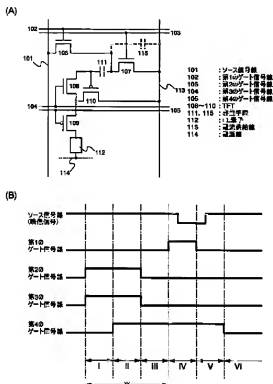 (A)
102
103
101
106
115
111
107
108
110
104
105
109
113
112
114
101 : ソース信号線
102 : 第1のゲート信号線
103 : 第2のゲート信号線
104 : 第3のゲート信号線
105 : 第4のゲート信号線
: TFT
111, 115 : 容量手段
112 : EL素子
113 : 電流供給線
114 : 電源線
(B)
ソース信号線
(映像信号)
第1の
ゲート信号線
第2の
ゲート信号線
第3の
ゲート信号線
第4の
ゲート信号線
I
II
III
IV
V
VI